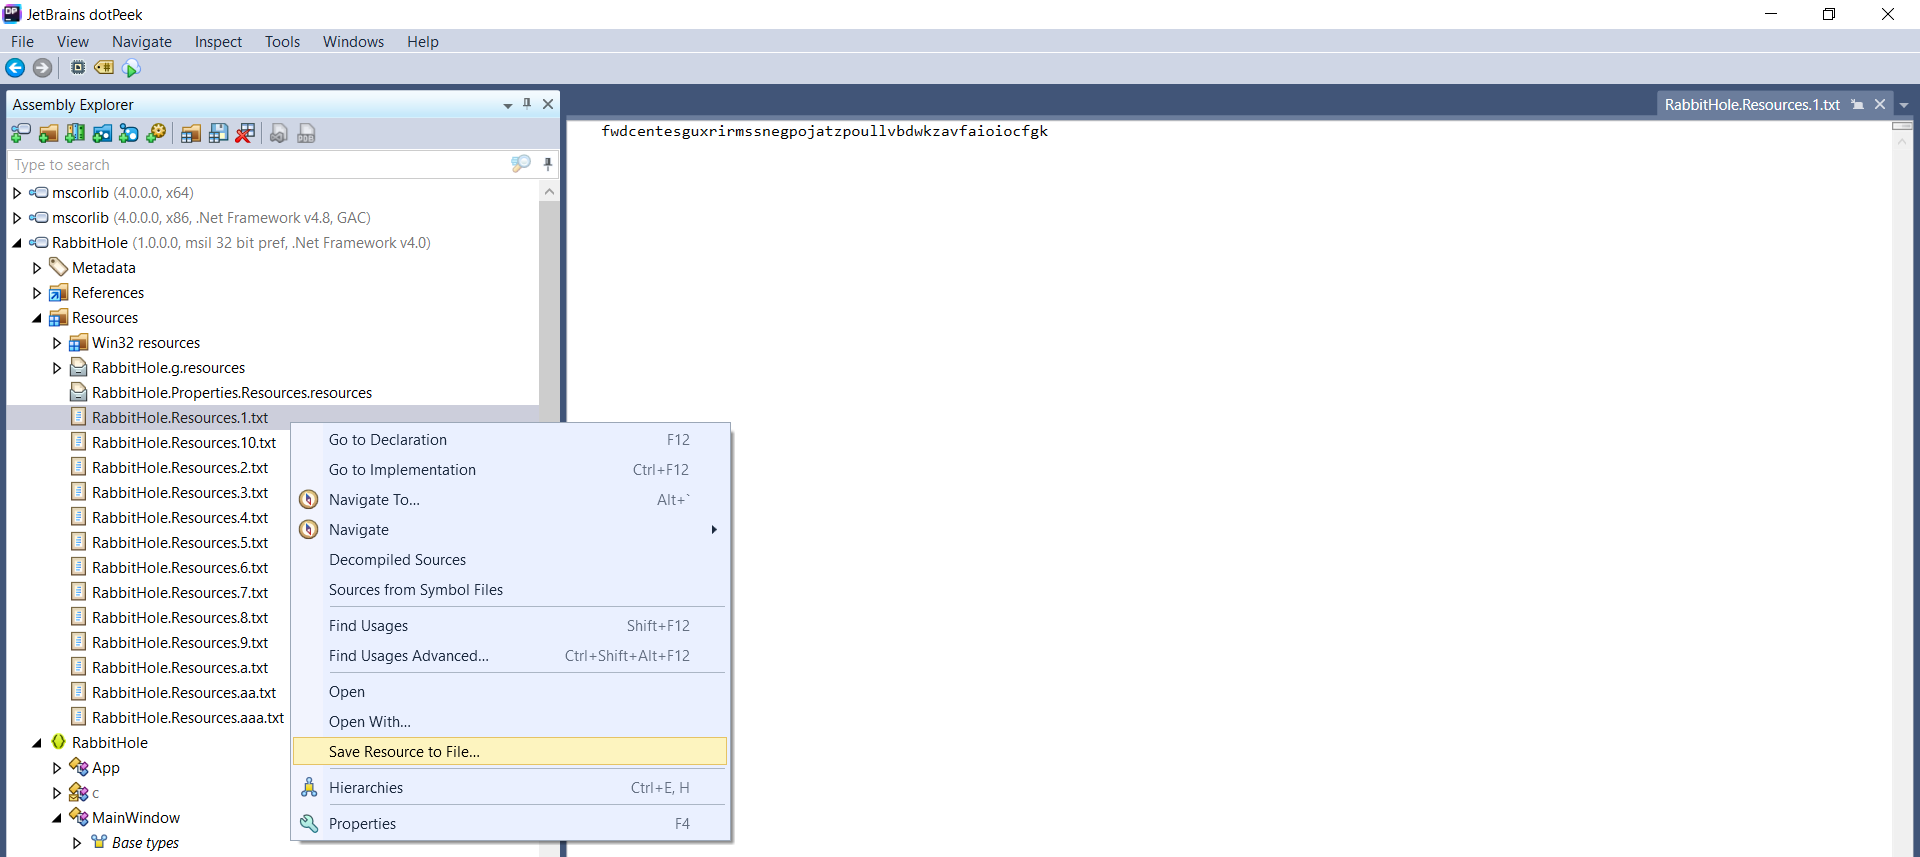 JetBrains dotPeek
File View Navigate Inspect Tools Windows Help
Assembly Explorer
RabbitHole.Resources.1.txt
fwdcentesguxrirmssnegpojatzpoullvbdwkzavfaioiocfgk
Type to search
mscorlib (4.0.0.0, x64)
mscorlib (4.0.0.0, x86, .Net Framework v4.8, GAC)
RabbitHole (1.0.0.0, msil 32 bit pref, .Net Framework v4.0)
Metadata
References
Resources
Win32 resources
RabbitHole.g.resources
RabbitHole.Properties.Resources.resources
RabbitHole.Resources.1.txt
RabbitHole.Resources.10.txt
RabbitHole.Resources.2.txt
RabbitHole.Resources.3.txt
RabbitHole.Resources.4.txt
RabbitHole.Resources.5.txt
RabbitHole.Resources.6.txt
RabbitHole.Resources.7.txt
RabbitHole.Resources.8.txt
RabbitHole.Resources.9.txt
RabbitHole.Resources.a.txt
RabbitHole.Resources.aa.txt
RabbitHole.Resources.aaa.txt
RabbitHole
App
c
MainWindow
Base types
Go to Declaration F12
Go to Implementation Ctrl+F12
Navigate To... Alt+`
Navigate
Decompiled Sources
Sources from Symbol Files
Find Usages Shift+F12
Find Usages Advanced... Ctrl+Shift+Alt+F12
Open
Open With...
Save Resource to File...
Hierarchies Ctrl+E, H
Properties F4